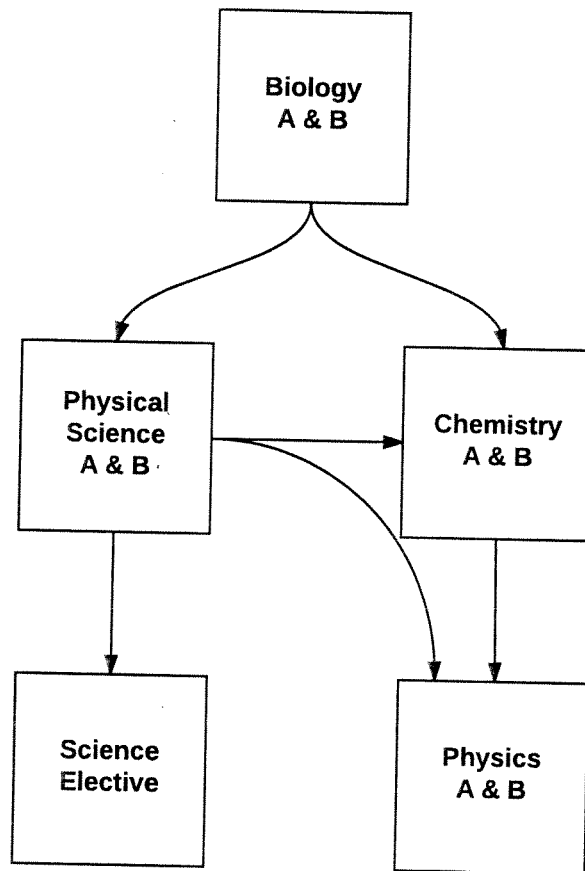 Biology
A & B
Physical
Science
A & B
Chemistry
A & B
Science
Elective
Physics
A & B